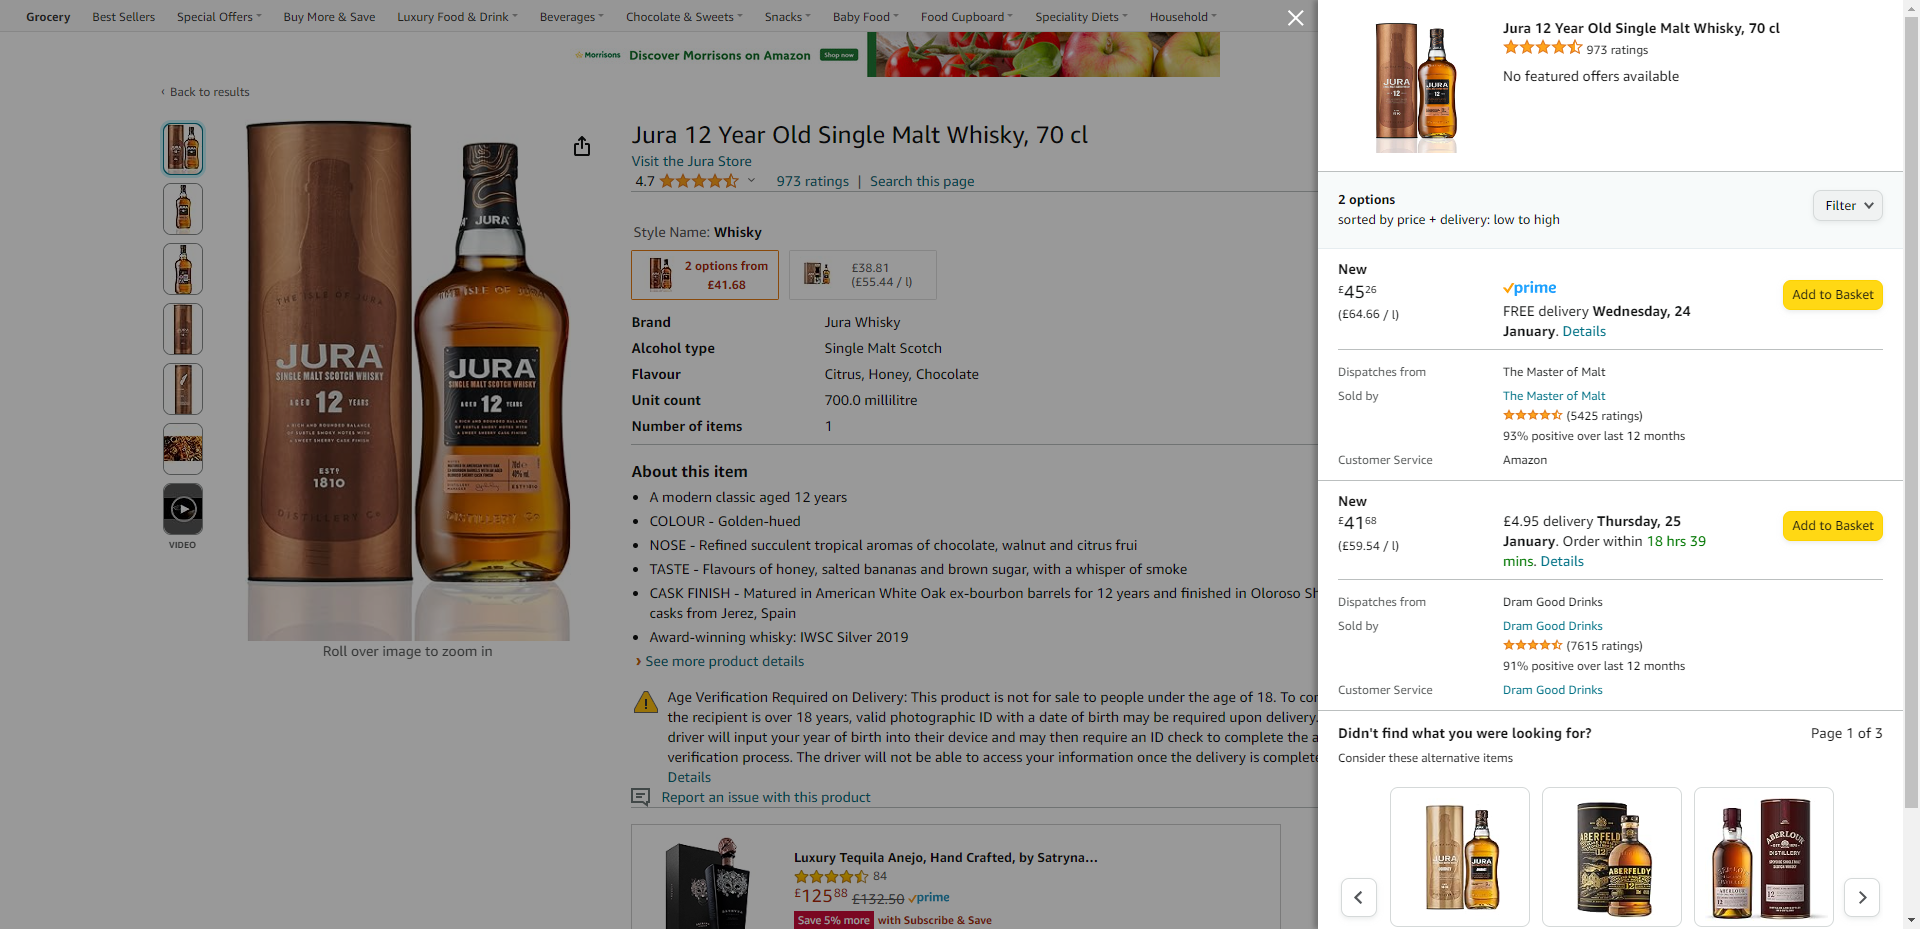 Grocery
Best Sellers
Special Offers
Buy More & Save
Luxury Food & Drink
Beverages
Chocolate & Sweets
Snacks
Baby Food
Food Cupboard
Speciality Diets
Household
Morrisons Discover Morrisons on Amazon Shop now
‹ Back to results
VIDEO
JURA
SINGLE MALT SCOTCH WHISKY
AGED 12 YEARS
ESTD
1810
Roll over image to zoom in
Jura 12 Year Old Single Malt Whisky, 70 cl
Visit the Jura Store
4.7
973 ratings | Search this page
Style Name: Whisky
2 options from
£41.68
£38.81
(£55.44 / l)
Brand Jura Whisky
Alcohol type Single Malt Scotch
Flavour Citrus, Honey, Chocolate
Unit count 700.0 millilitre
Number of items 1
About this item
• A modern classic aged 12 years
• COLOUR - Golden-hued
• NOSE - Refined succulent tropical aromas of chocolate, walnut and citrus frui
• TASTE - Flavours of honey, salted bananas and brown sugar, with a whisper of smoke
• CASK FINISH - Matured in American White Oak ex-bourbon barrels for 12 years and finished in Oloroso Sh
casks from Jerez, Spain
• Award-winning whisky: IWSC Silver 2019
› See more product details
Age Verification Required on Delivery: This product is not for sale to people under the age of 18. To con
the recipient is over 18 years, valid photographic ID with a date of birth may be required upon delivery.
driver will input your year of birth into their device and may then require an ID check to complete the a
verification process. The driver will not be able to access your information once the delivery is complete
Details
Report an issue with this product
Luxury Tequila Anejo, Hand Crafted, by Satryna...
84
£125.88 £132.50 prime
Save 5% more with Subscribe & Save
Jura 12 Year Old Single Malt Whisky, 70 cl
973 ratings
No featured offers available
2 options
sorted by price + delivery: low to high
Filter
New
£45.26
(£64.66 / l)
prime
FREE delivery Wednesday, 24
January. Details
Add to Basket
Dispatches from The Master of Malt
Sold by The Master of Malt
(5425 ratings)
93% positive over last 12 months
Customer Service Amazon
New
£41.68
(£59.54 / l)
£4.95 delivery Thursday, 25
January. Order within 18 hrs 39
mins. Details
Add to Basket
Dispatches from Dram Good Drinks
Sold by Dram Good Drinks
(7615 ratings)
91% positive over last 12 months
Customer Service Dram Good Drinks
Didn't find what you were looking for?
Page 1 of 3
Consider these alternative items